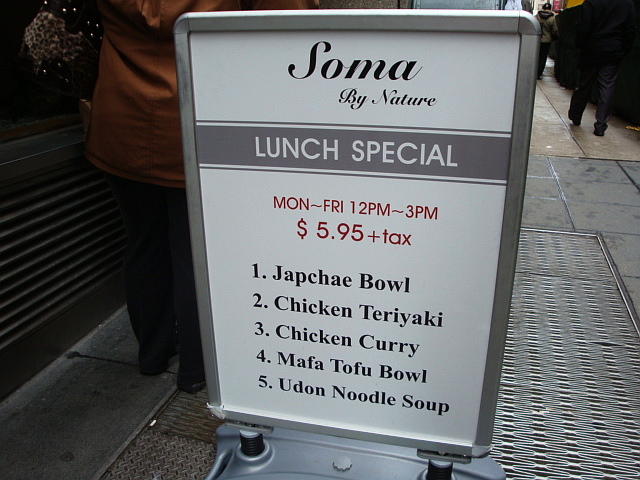 Soma
By Nature
LUNCH SPECIAL
MON~FRI 12PM~3PM
$ 5.95+tax
1. Japchae Bowl
2. Chicken Teriyaki
3. Chicken Curry
4. Mafa Tofu Bowl
5. Udon Noodle Soup